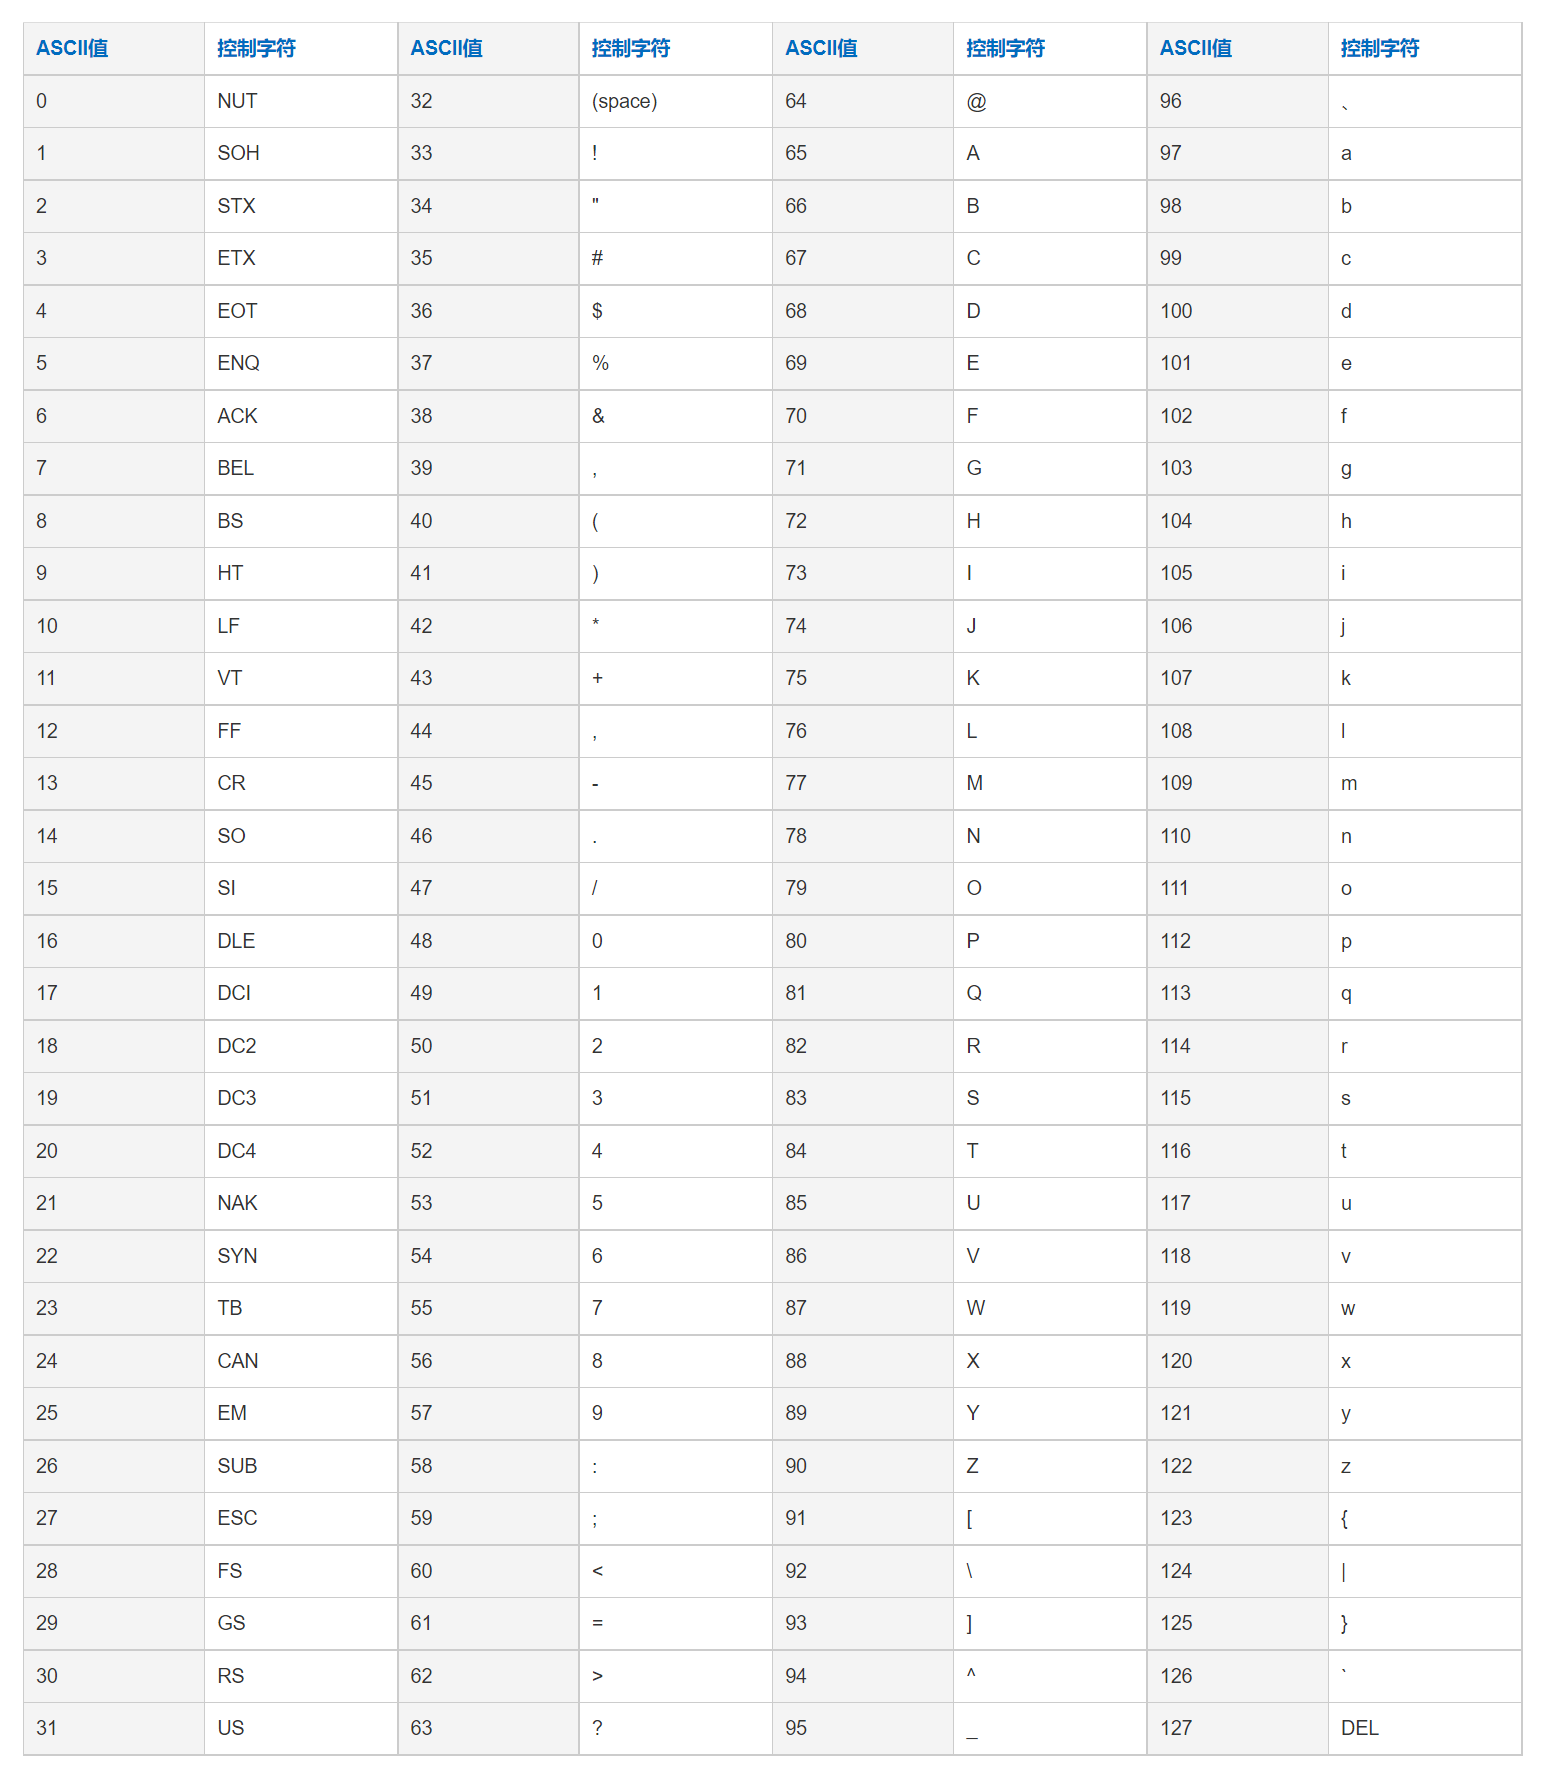 ASCII值 控制字符 ASCII值 控制字符 ASCII值 控制字符 ASCII值 控制字符
0 NUT 32 (space) 64 @ 96 、
1 SOH 33 ! 65 A 97 a
2 STX 34 " 66 B 98 b
3 ETX 35 # 67 C 99 c
4 EOT 36 $ 68 D 100 d
5 ENQ 37 % 69 E 101 e
6 ACK 38 & 70 F 102 f
7 BEL 39 , 71 G 103 g
8 BS 40 ( 72 H 104 h
9 HT 41 ) 73 I 105 i
10 LF 42 * 74 J 106 j
11 VT 43 + 75 K 107 k
12 FF 44 , 76 L 108 l
13 CR 45 - 77 M 109 m
14 SO 46 . 78 N 110 n
15 SI 47 / 79 O 111 o
16 DLE 48 0 80 P 112 p
17 DCI 49 1 81 Q 113 q
18 DC2 50 2 82 R 114 r
19 DC3 51 3 83 S 115 s
20 DC4 52 4 84 T 116 t
21 NAK 53 5 85 U 117 u
22 SYN 54 6 86 V 118 v
23 TB 55 7 87 W 119 w
24 CAN 56 8 88 X 120 x
25 EM 57 9 89 Y 121 y
26 SUB 58 : 90 Z 122 z
27 ESC 59 ; 91 [ 123 {
28 FS 60 < 92 \ 124 |
29 GS 61 = 93 ] 125 }
30 RS 62 > 94 ^ 126 `
31 US 63 ? 95 _ 127 DEL